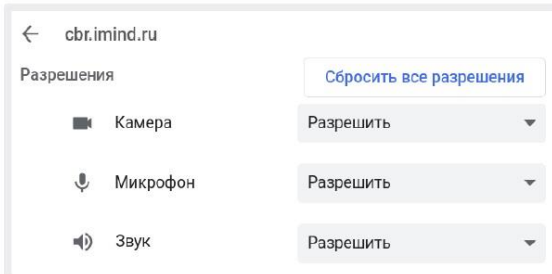 cbr.imind.ru
Разрешения Сбросить все разрешения
Камера Разрешить
Микрофон Разрешить
Звук Разрешить